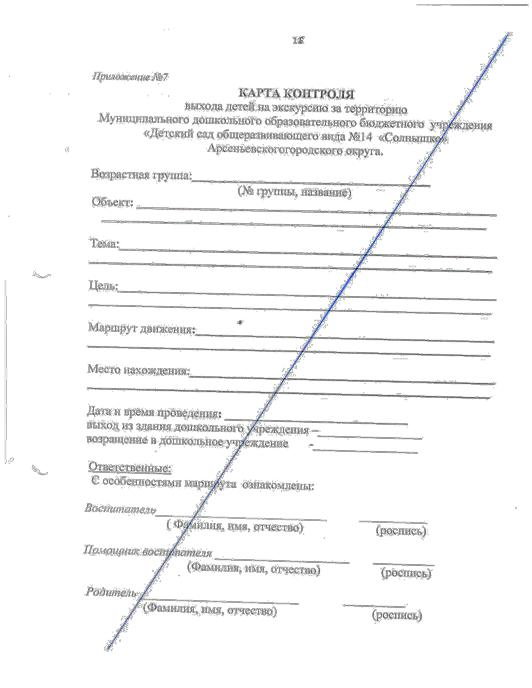 18
Приложение №7
КАРТА КОНТРОЛЯ
выхода детей на экскурсию за территорию
Муниципального дошкольного образовательного бюджетного учреждения
«Детский сад общеразвивающего вида №14 «Солнышко»
Арсеньевскогогородского округа.
Возрастная группа:
(№ группы, название)
Объект:
Тема:
Цель:
Маршрут движения:
Место нахождения:
Дата и время проведения:
выход из здания дошкольного учреждения –
возращение в дошкольное учреждение -
Ответственные:
С особенностями маршрута ознакомлены:
Воспитатель
( Фамилия, имя, отчество) (роспись)
Помощник воспитателя
(Фамилия, имя, отчество) (роспись)
Родитель
(Фамилия, имя, отчество) (роспись)